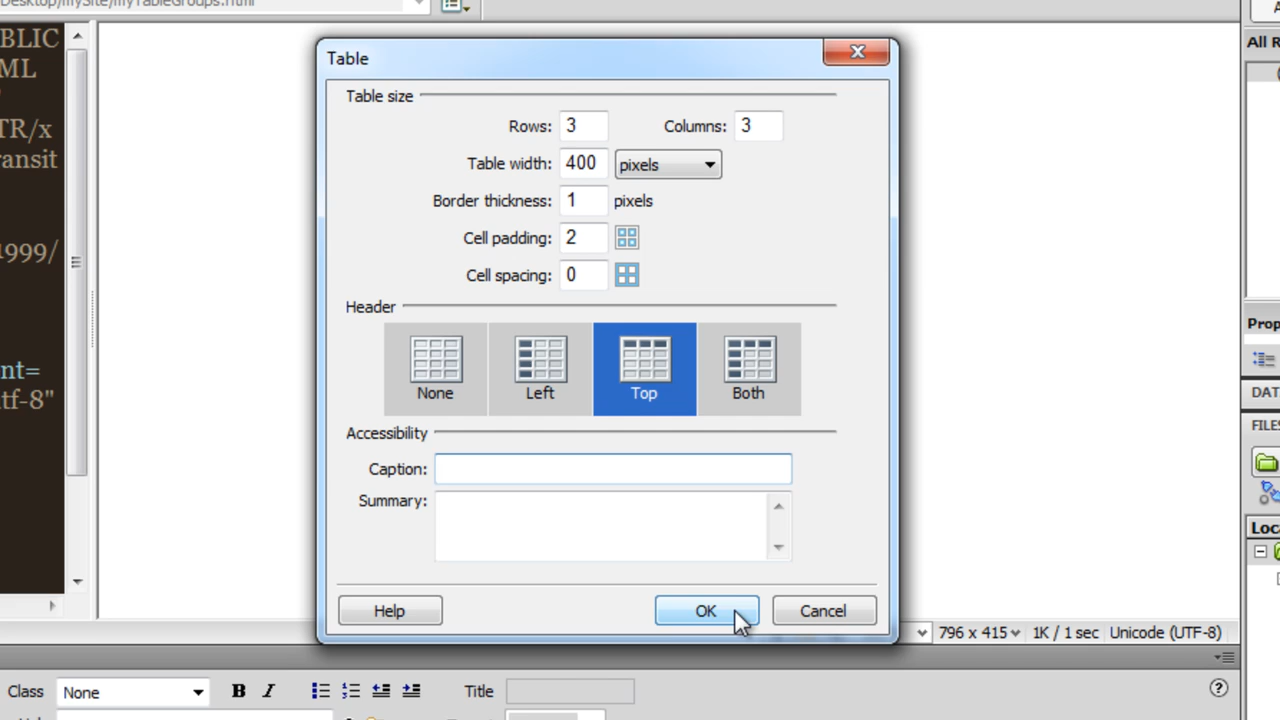 Desktop/mySite/myTableGroups.html
BLIC
ML
TR/x
ransit
1999/
nt=
tf-8"
Table
Table size
Rows: 3 Columns: 3
Table width: 400 pixels
Border thickness: 1 pixels
Cell padding: 2
Cell spacing: 0
Header
None Left Top Both
Accessibility
Caption:
Summary:
Help OK Cancel
796 x 415 1K / 1 sec Unicode (UTF-8)
Class None B I Title
All R
Prop
DAT
FILES
Loc